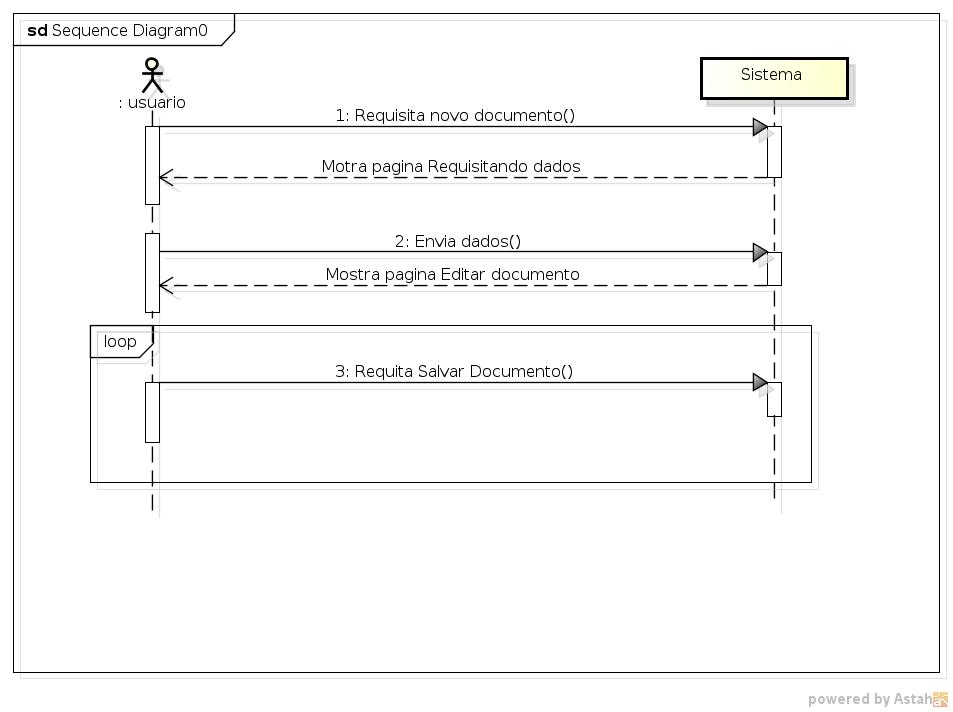 sd Sequence Diagram0
: usuario
Sistema
1: Requisita novo documento()
Motra pagina Requisitando dados
2: Envia dados()
Mostra pagina Editar documento
loop
3: Requita Salvar Documento()
powered by Astah